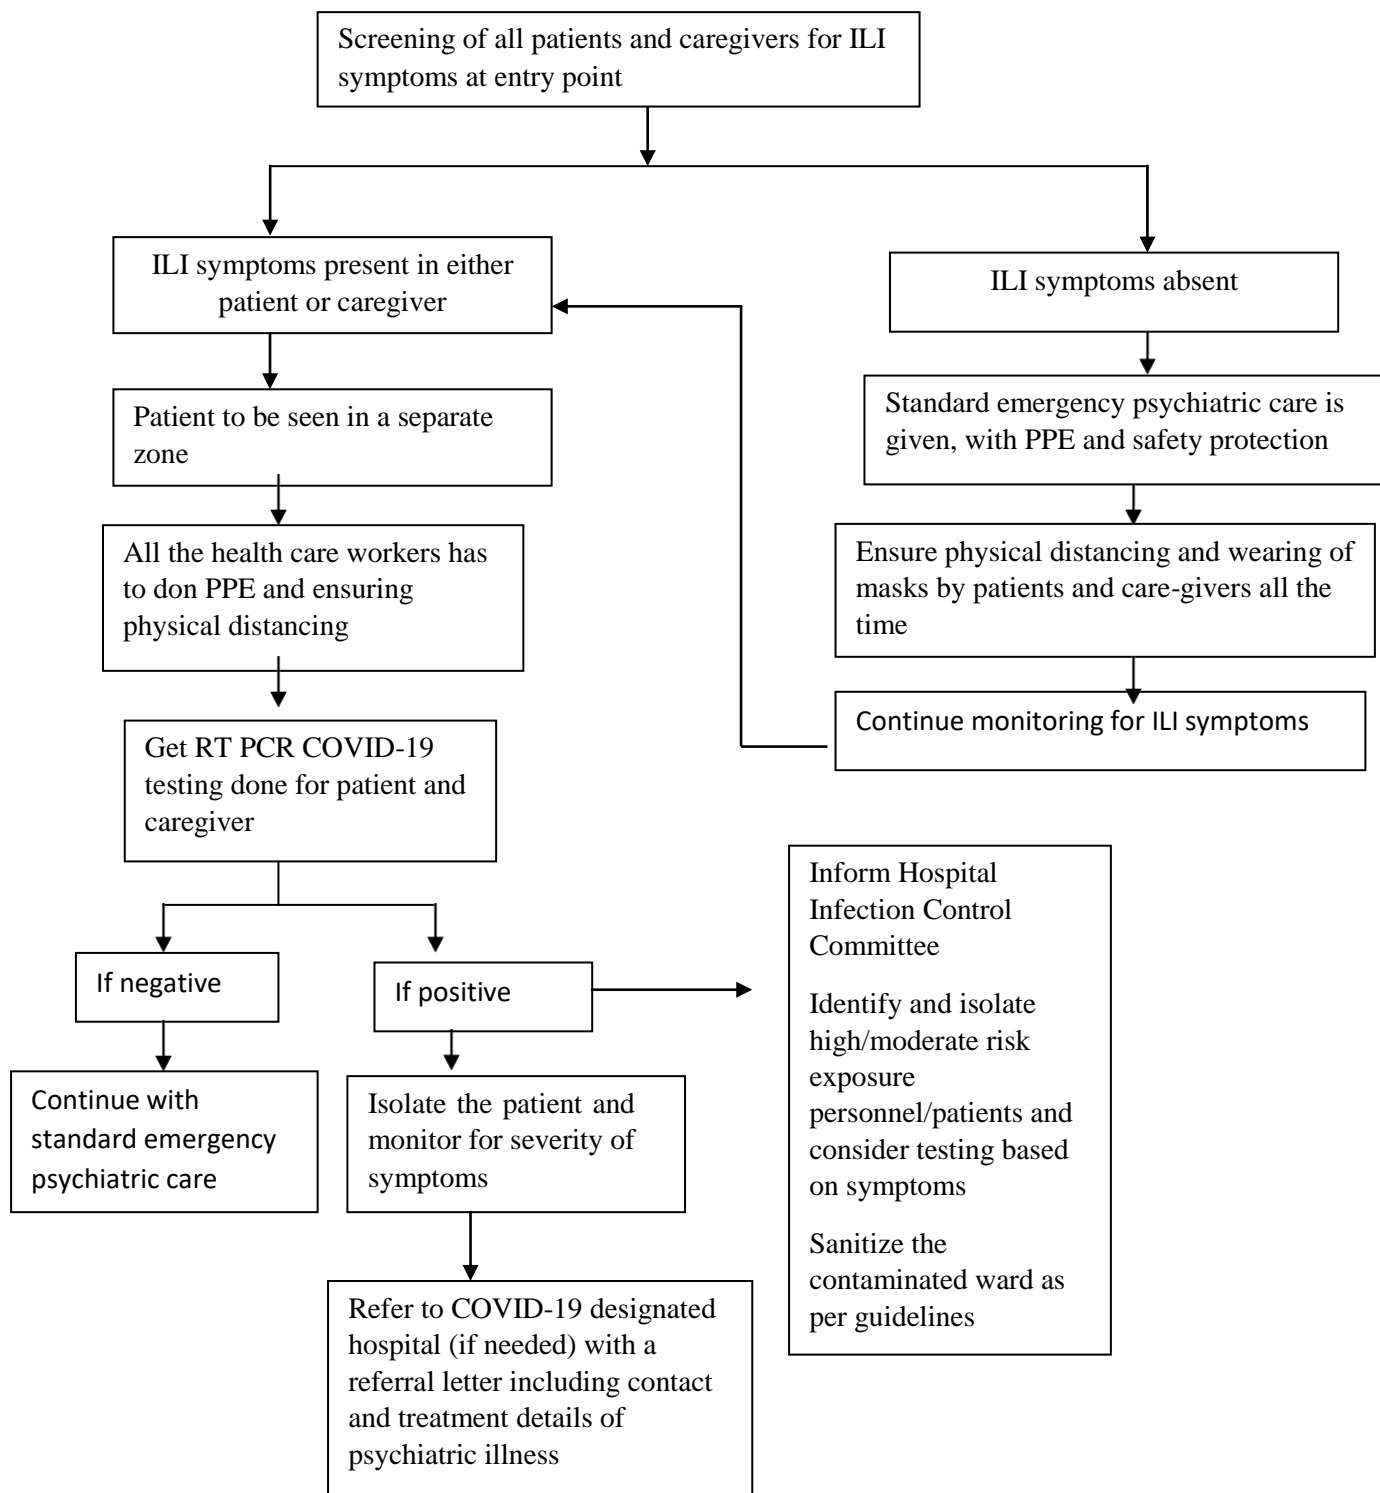 Screening of all patients and caregivers for ILI
symptoms at entry point
ILI symptoms present in either
patient or caregiver
ILI symptoms absent
Patient to be seen in a separate
zone
Standard emergency psychiatric care is
given, with PPE and safety protection
All the health care workers has
to don PPE and ensuring
physical distancing
Ensure physical distancing and wearing of
masks by patients and care-givers all the
time
Get RT PCR COVID-19
testing done for patient and
caregiver
Continue monitoring for ILI symptoms
If negative
If positive
Inform Hospital
Infection Control
Committee
Identify and isolate
high/moderate risk
exposure
personnel/patients and
consider testing based
on symptoms
Sanitize the
contaminated ward as
per guidelines
Continue with
standard emergency
psychiatric care
Isolate the patient and
monitor for severity of
symptoms
Refer to COVID-19 designated
hospital (if needed) with a
referral letter including contact
and treatment details of
psychiatric illness